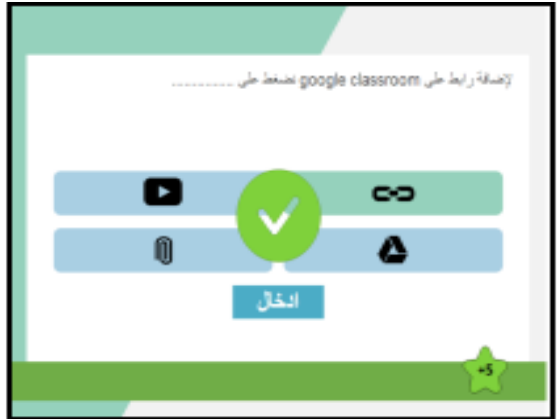 لإضافة رابط على google classroom نضغط على ..................
ادخال
+5